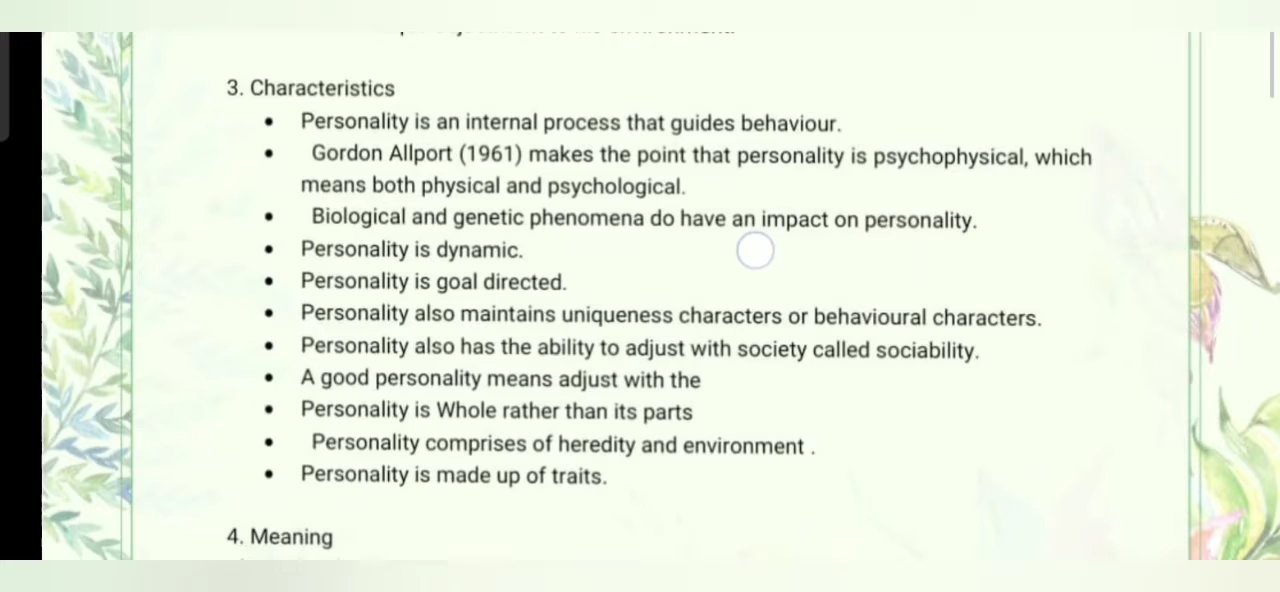 3. Characteristics
• Personality is an internal process that guides behaviour.
• Gordon Allport (1961) makes the point that personality is psychophysical, which
means both physical and psychological.
• Biological and genetic phenomena do have an impact on personality.
• Personality is dynamic.
• Personality is goal directed.
• Personality also maintains uniqueness characters or behavioural characters.
• Personality also has the ability to adjust with society called sociability.
• A good personality means adjust with the
• Personality is Whole rather than its parts
• Personality comprises of heredity and environment .
• Personality is made up of traits.
4. Meaning